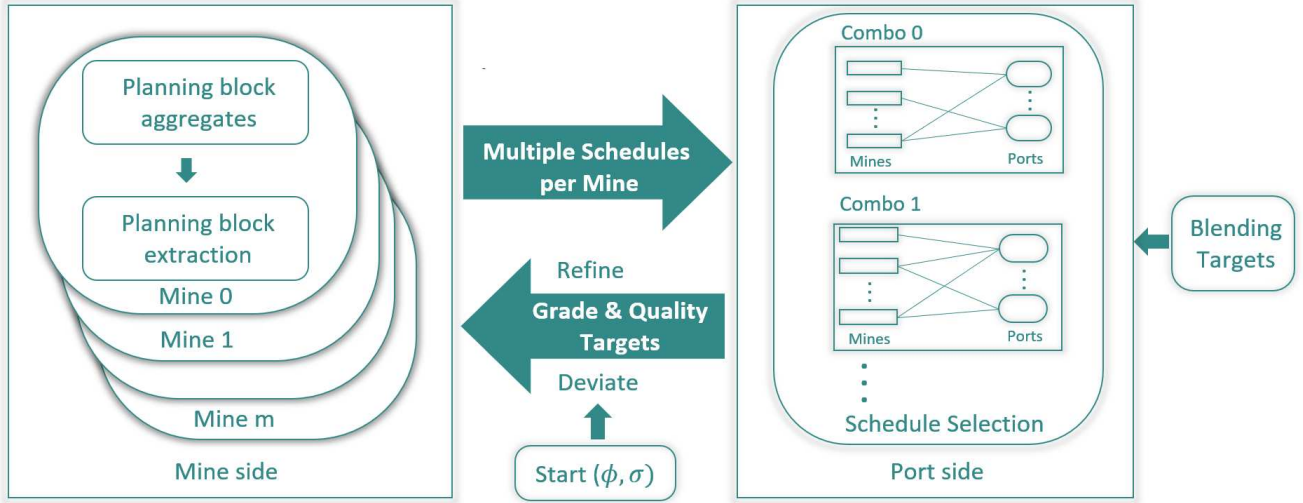 Planning block
aggregates
Planning block
extraction
Mine 0
Mine 1
Mine m
Mine side
Multiple Schedules
per Mine
Refine
Grade & Quality
Targets
Deviate
Start (ϕ, σ)
Combo 0
Mines
Ports
Combo 1
Mines
Ports
Schedule Selection
Port side
Blending
Targets